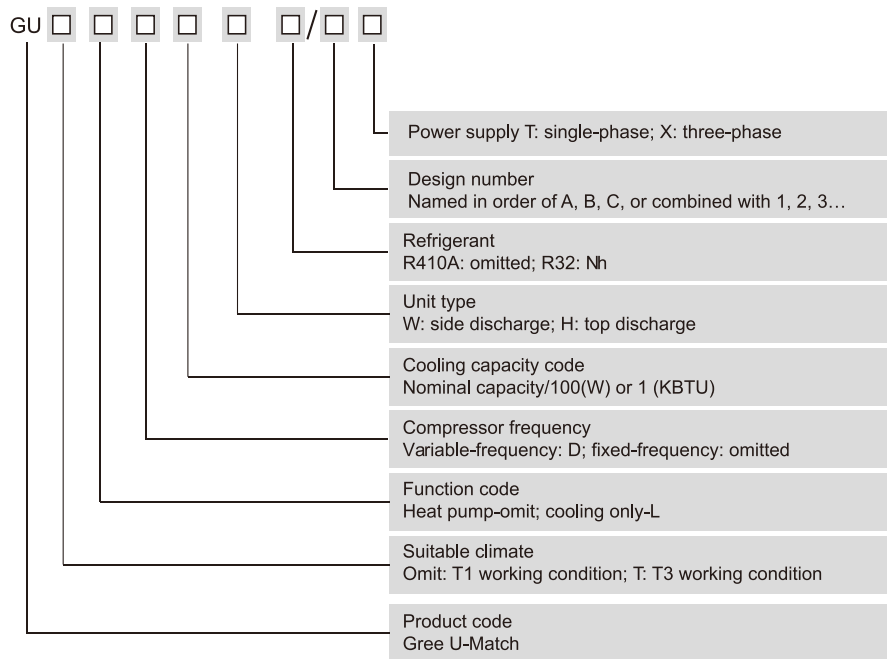 GU□□□□□□/□□
Power supply T: single-phase; X: three-phase
Design number
Named in order of A, B, C, or combined with 1, 2, 3…
Refrigerant
R410A: omitted; R32: Nh
Unit type
W: side discharge; H: top discharge
Cooling capacity code
Nominal capacity/100(W) or 1 (KBTU)
Compressor frequency
Variable-frequency: D; fixed-frequency: omitted
Function code
Heat pump-omit; cooling only-L
Suitable climate
Omit: T1 working condition; T: T3 working condition
Product code
Gree U-Match